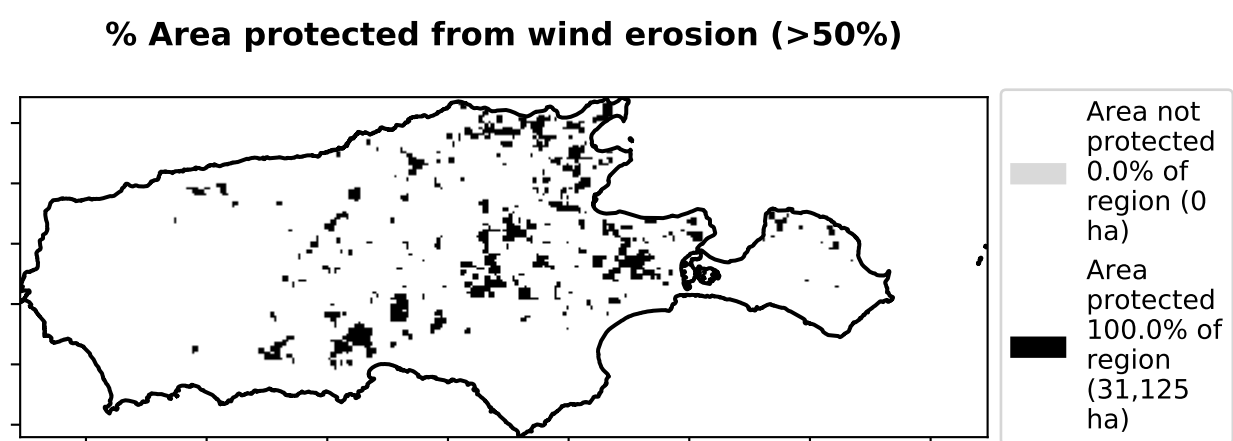 % Area protected from wind erosion (>50%)
Area not
protected
0.0% of
region (0
ha)
Area
protected
100.0% of
region
(31,125
ha)